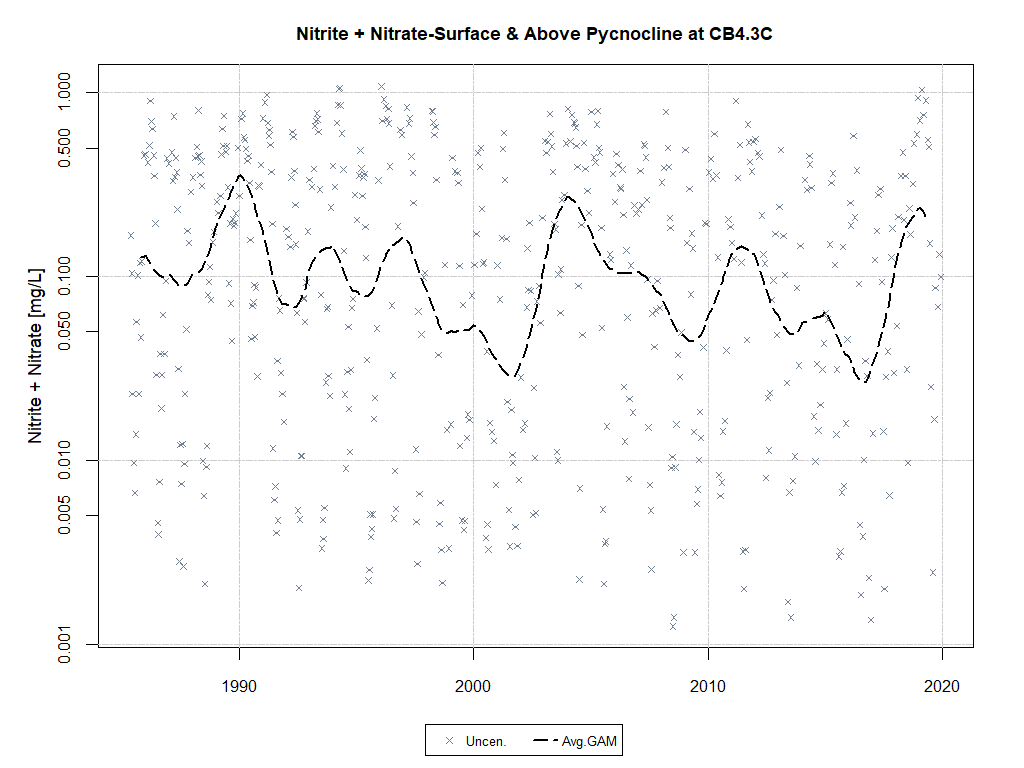 Nitrite + Nitrate-Surface & Above Pycnocline at CB4.3C
Nitrite + Nitrate [mg/L]
1.000
0.500
0.100
0.050
0.010
0.005
0.001
1990
2000
2010
2020
Uncen.
Avg.GAM